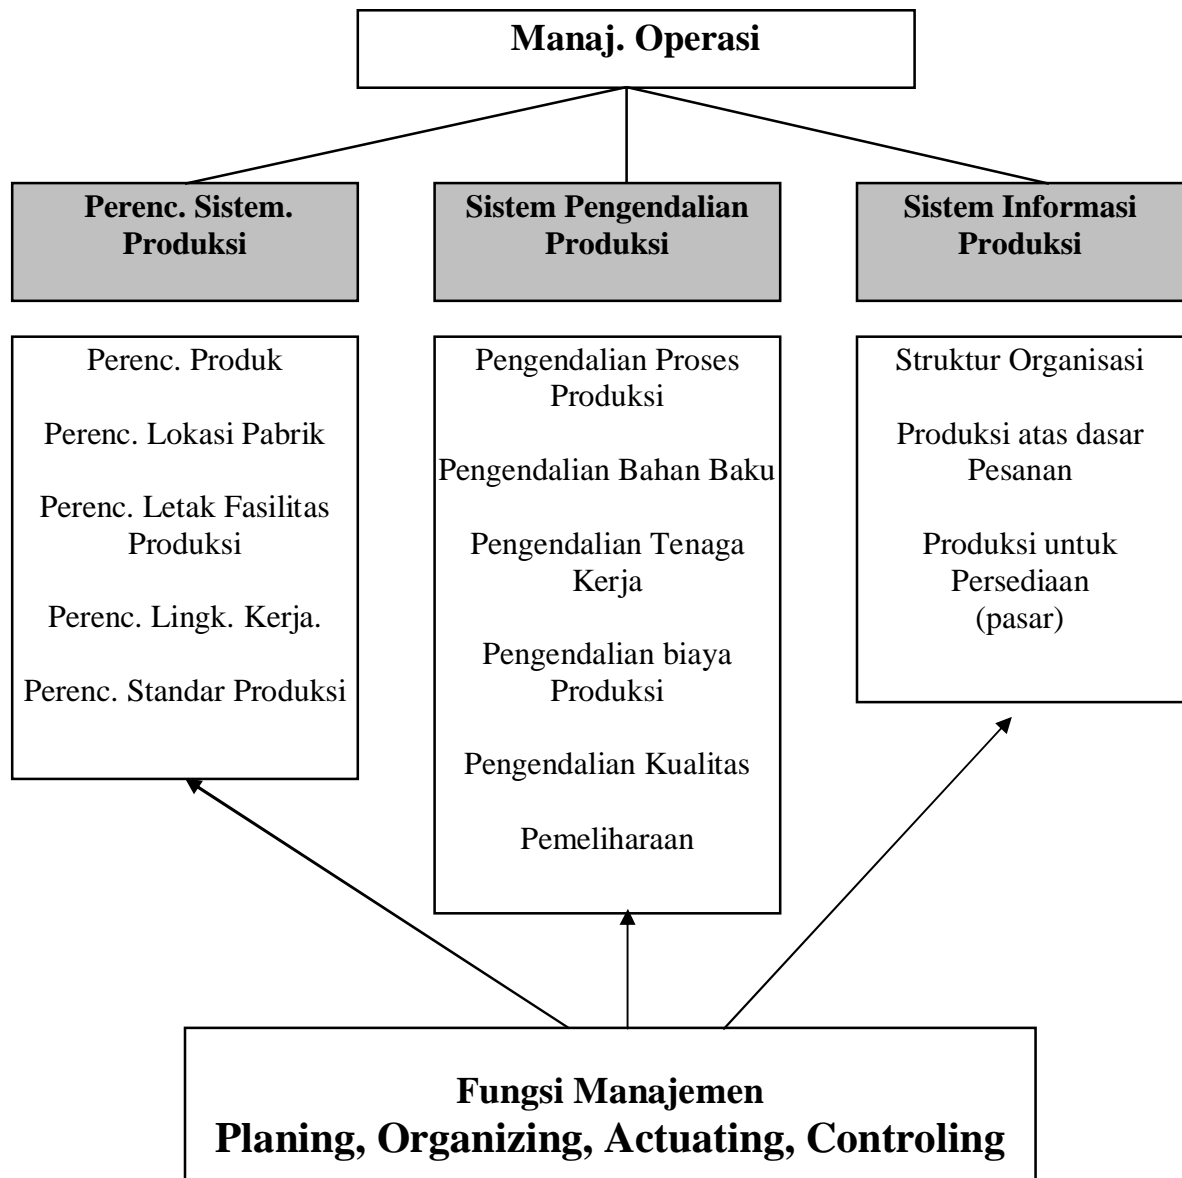 Manaj. Operasi
Perenc. Sistem.
Produksi
Sistem Pengendalian
Produksi
Sistem Informasi
Produksi
Perenc. Produk
Perenc. Lokasi Pabrik
Perenc. Letak Fasilitas
Produksi
Perenc. Lingk. Kerja.
Perenc. Standar Produksi
Pengendalian Proses
Produksi
Pengendalian Bahan Baku
Pengendalian Tenaga
Kerja
Pengendalian biaya
Produksi
Pengendalian Kualitas
Pemeliharaan
Struktur Organisasi
Produksi atas dasar
Pesanan
Produksi untuk
Persediaan
(pasar)
Fungsi Manajemen
Planing, Organizing, Actuating, Controling